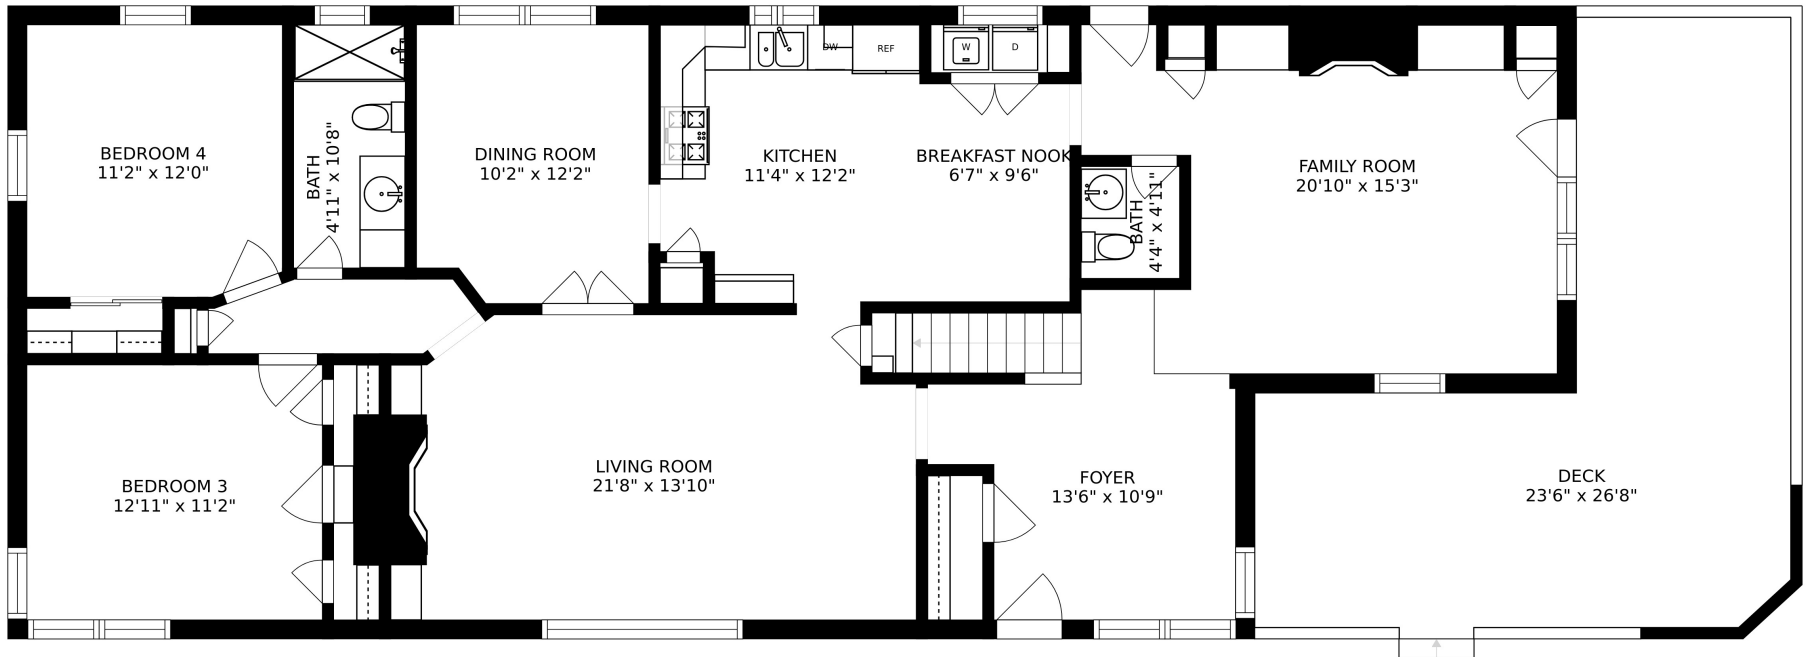 DW
REF
W
D
BEDROOM 4
11'2" x 12'0"
BATH
4'11" x 10'8"
DINING ROOM
10'2" x 12'2"
KITCHEN
11'4" x 12'2"
BREAKFAST NOOK
6'7" x 9'6"
BATH
4'4" x 4'11"
FAMILY ROOM
20'10" x 15'3"
BEDROOM 3
12'11" x 11'2"
LIVING ROOM
21'8" x 13'10"
FOYER
13'6" x 10'9"
DECK
23'6" x 26'8"